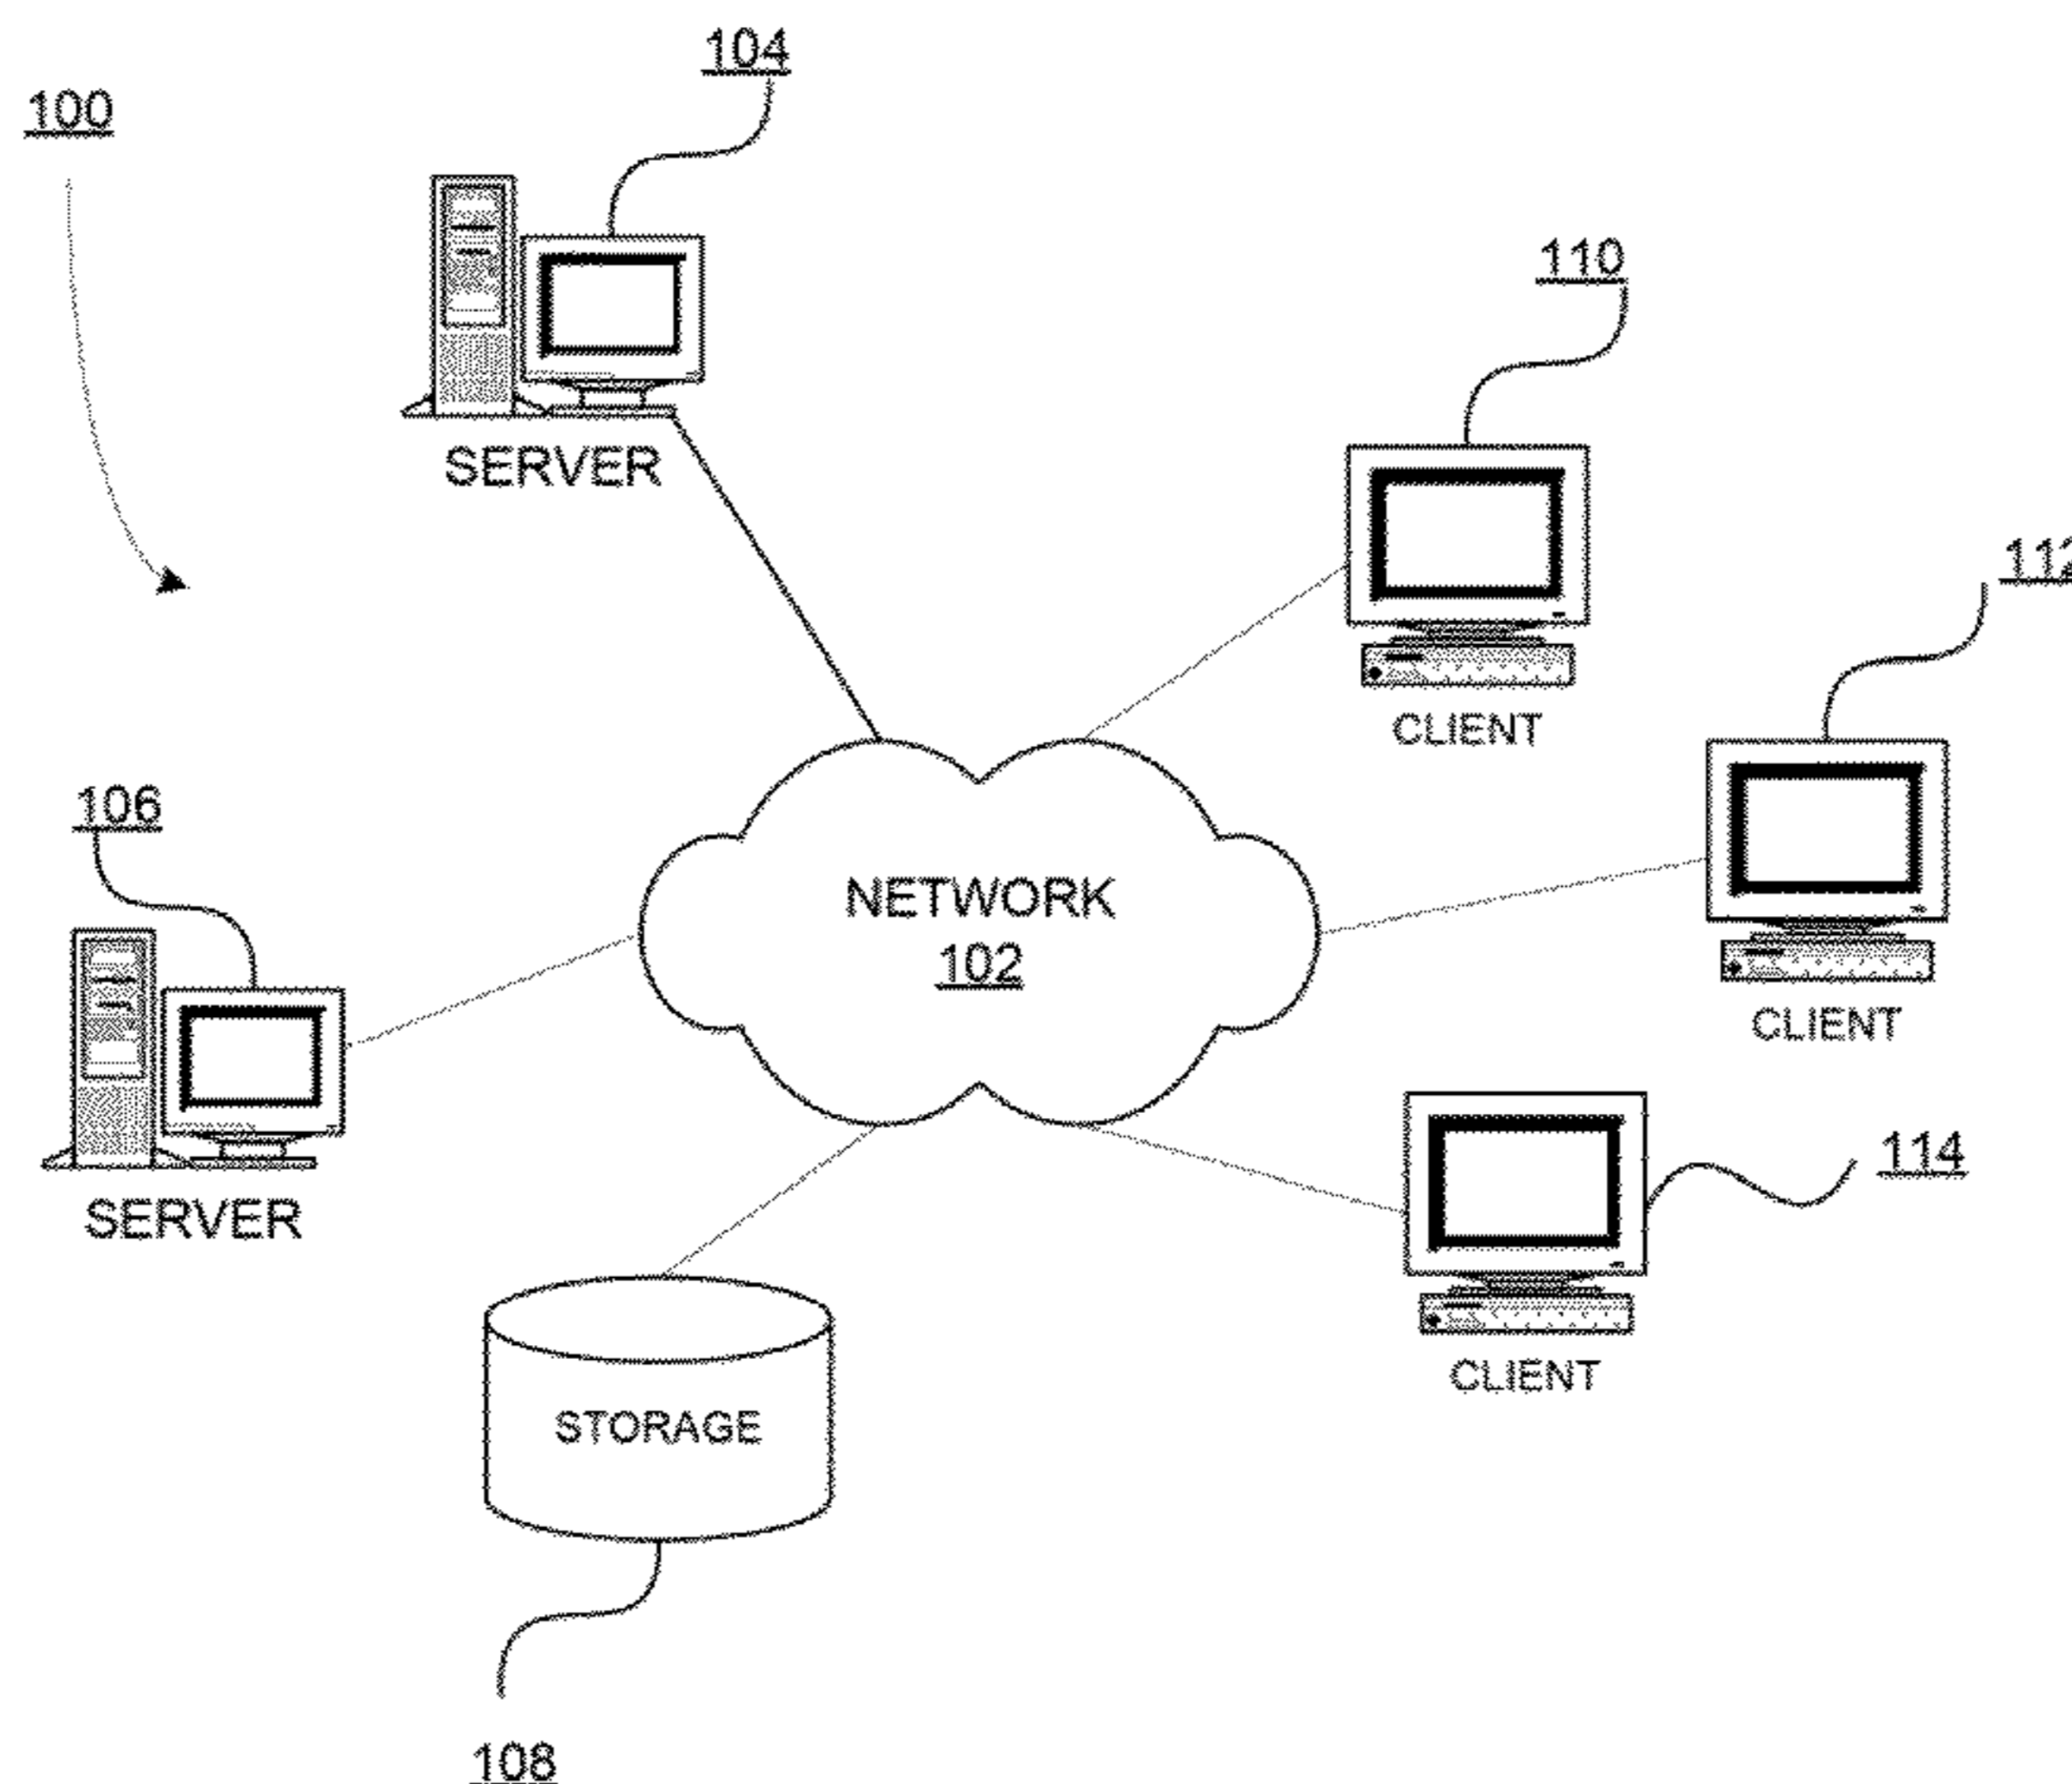 104
100
110
SERVER
112
CLIENT
106
NETWORK
102
CLIENT
114
SERVER
CLIENT
STORAGE
108